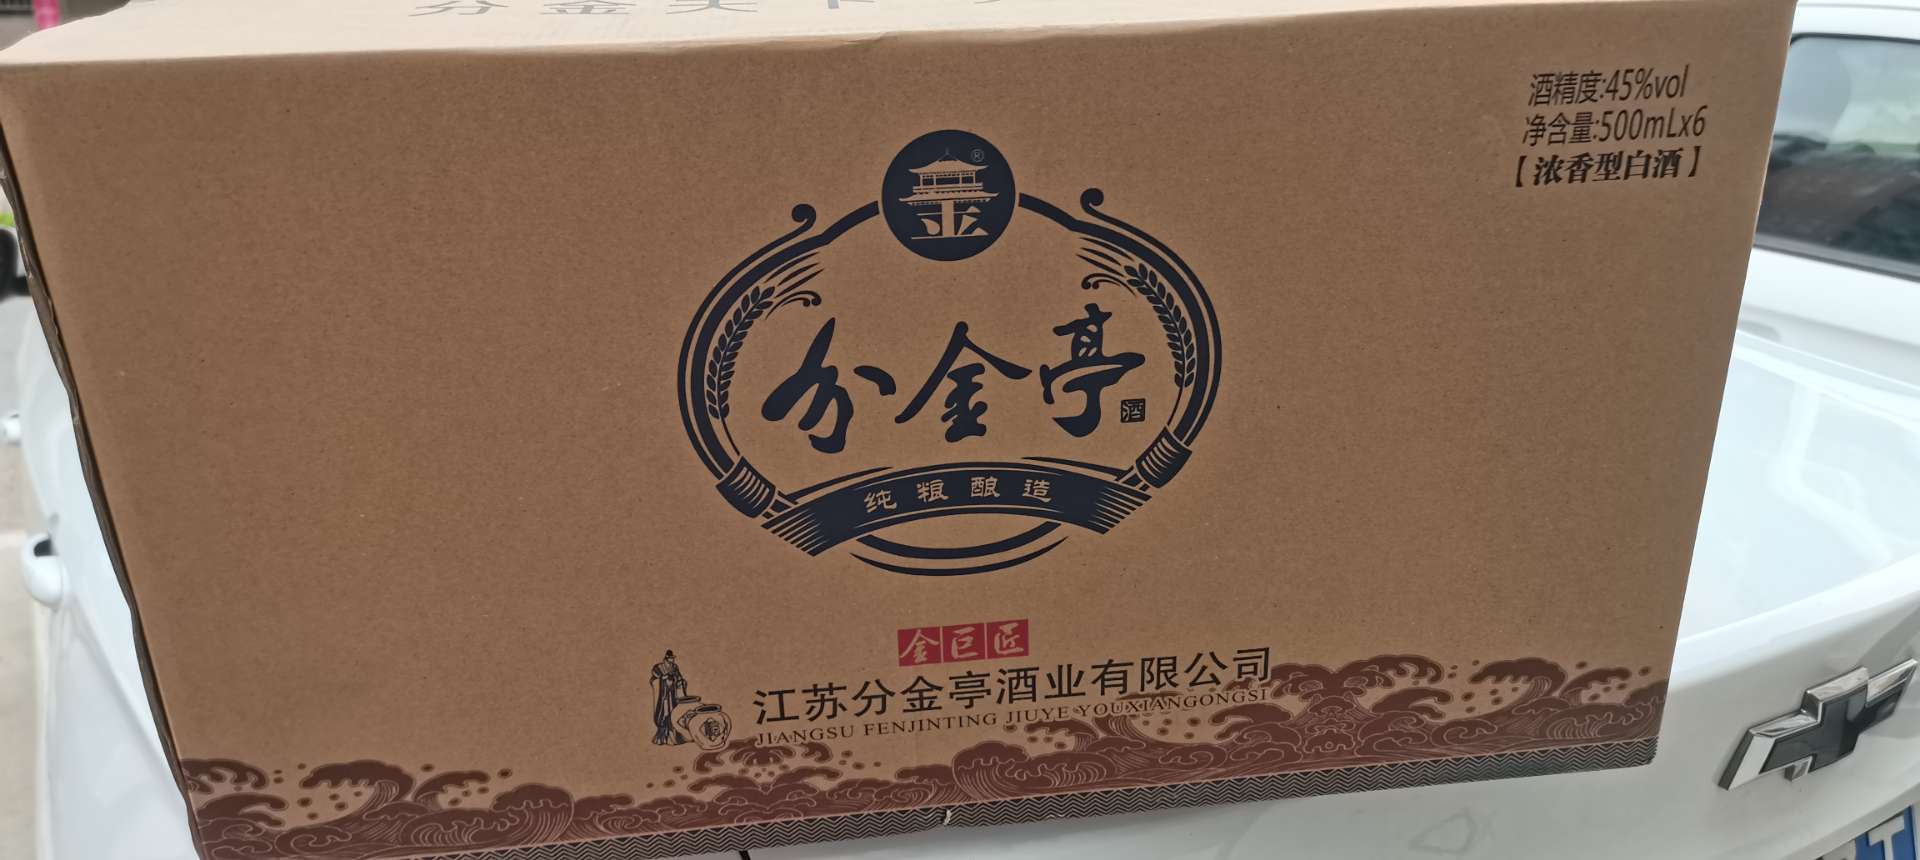 酒精度:45%vol
净含量:500mLx6
【浓香型白酒】
金®
分金亭
酒
纯粮酿造
金巨匠
江苏分金亭酒业有限公司
JIANGSU FENJINTING JIUYE YOUXIANGONGSI